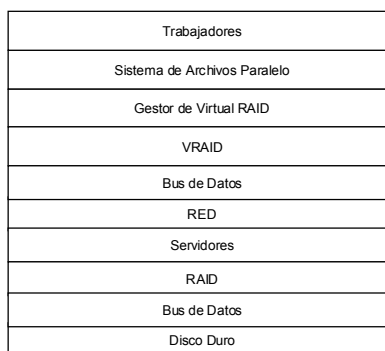 Trabajadores
Sistema de Archivos Paralelo
Gestor de Virtual RAID
VRAID
Bus de Datos
RED
Servidores
RAID
Bus de Datos
Disco Duro